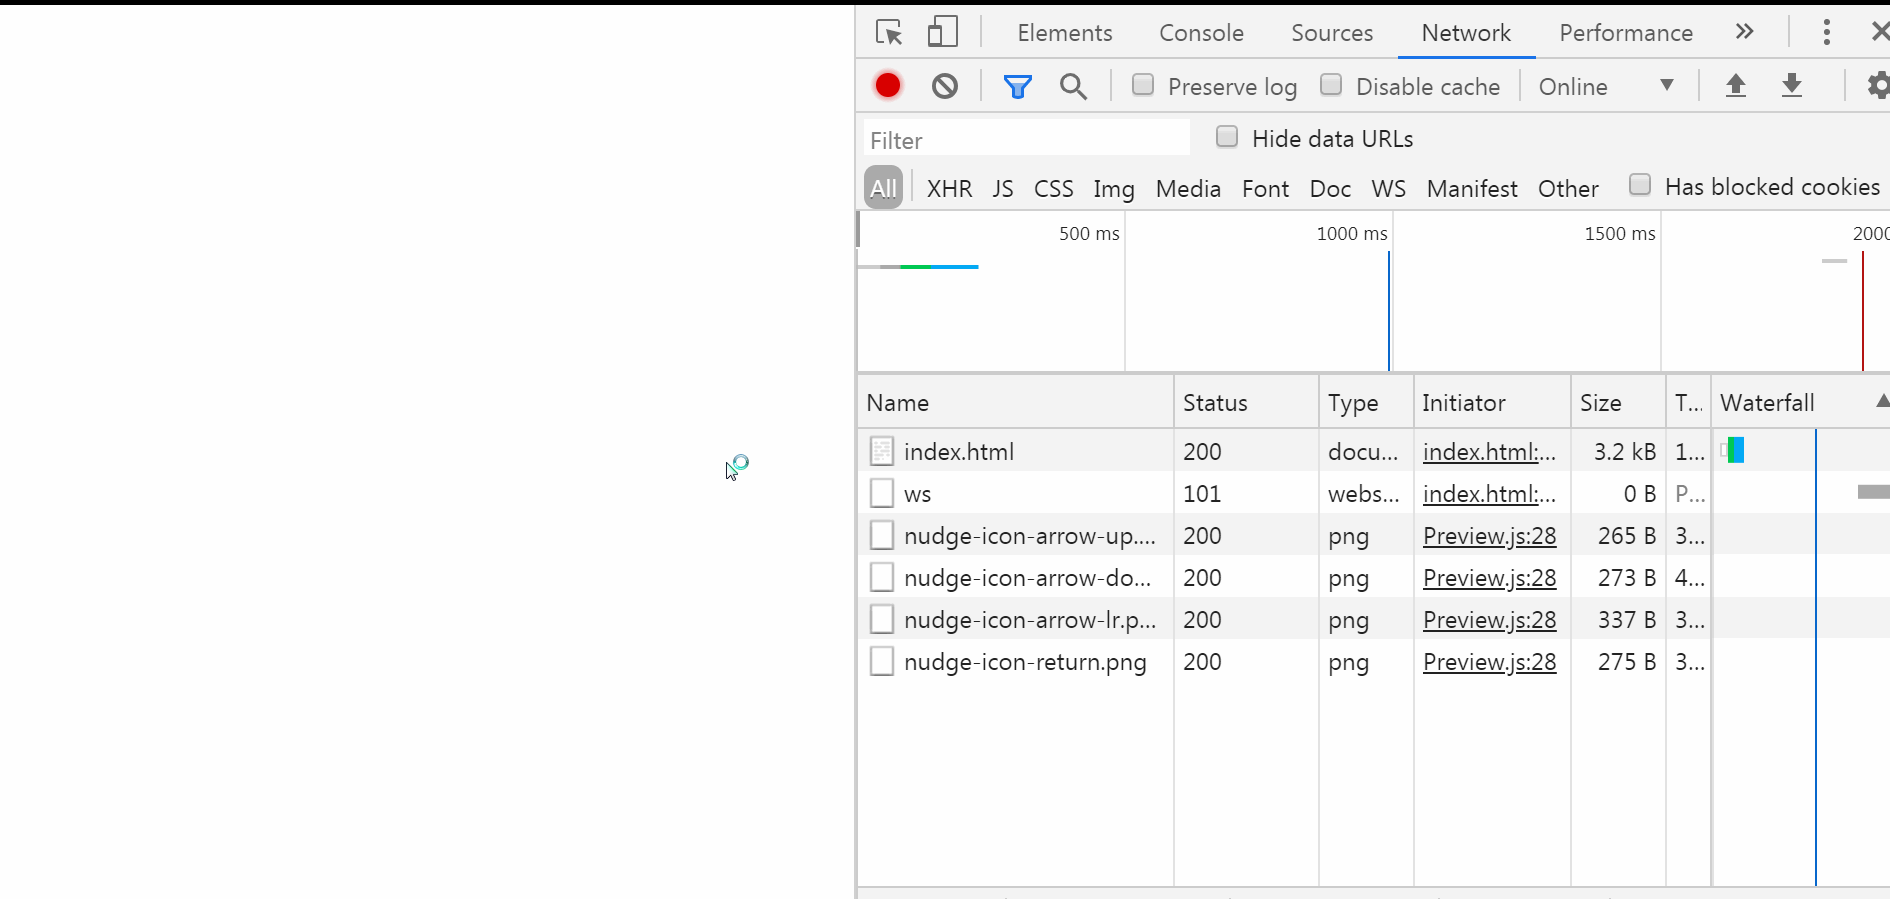 Elements Console Sources Network Performance
Preserve log Disable cache Online
Filter Hide data URLs
All XHR JS CSS Img Media Font Doc WS Manifest Other Has blocked cookies
500 ms 1000 ms 1500 ms 2000
Name Status Type Initiator Size T... Waterfall
index.html 200 docu... index.html:... 3.2 kB 1...
ws 101 webs... index.html:... 0 B P...
nudge-icon-arrow-up.... 200 png Preview.js:28 265 B 3...
nudge-icon-arrow-do... 200 png Preview.js:28 273 B 4...
nudge-icon-arrow-lr.p... 200 png Preview.js:28 337 B 3...
nudge-icon-return.png 200 png Preview.js:28 275 B 3...